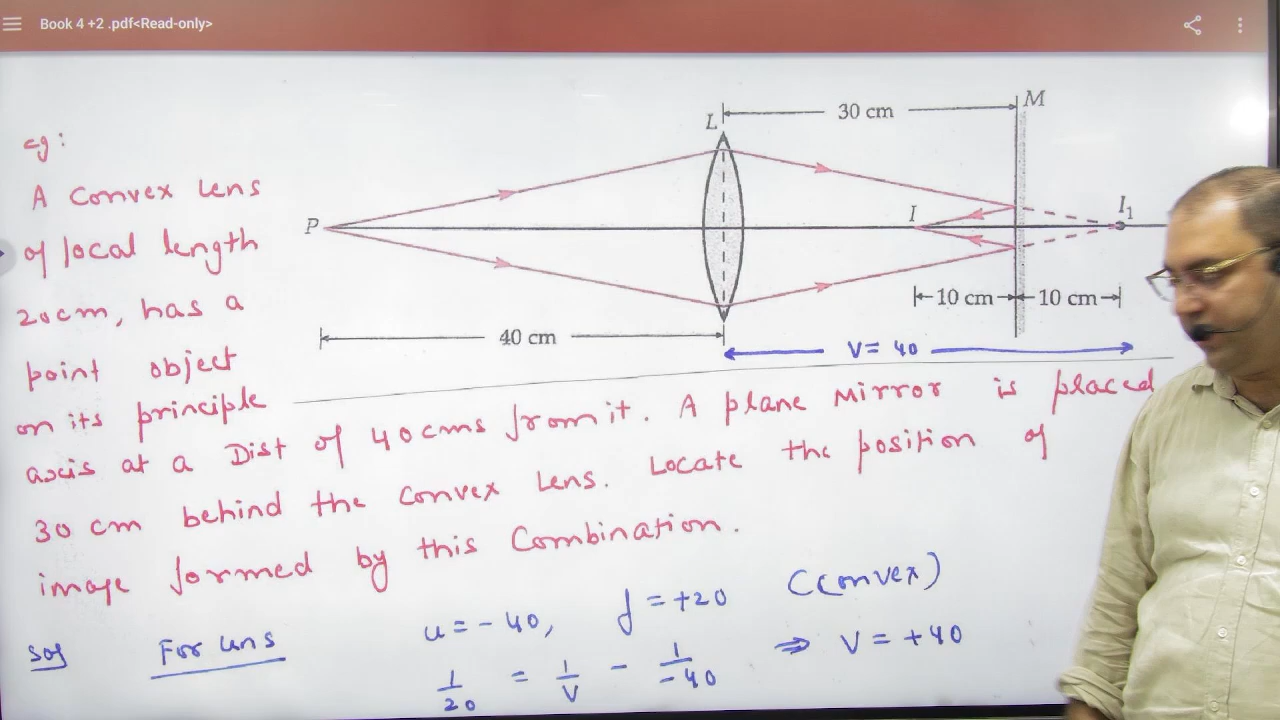 Book 4 +2 .pdf<Read-only>
eg:
A Convex Lens
of focal length
20cm, has a
point object
on its principle
axis at a Dist of 40cms from it. A plane Mirror is placed
30 cm behind the convex Lens. Locate the position of
image formed by this Combination.
L
30 cm
M
P
I
I1
10 cm
10 cm
40 cm
V= 40
Sol For Lens u = - 40, f = +20 (Convex)
1/20 = 1/V - 1/-40 ⇒ V = +40